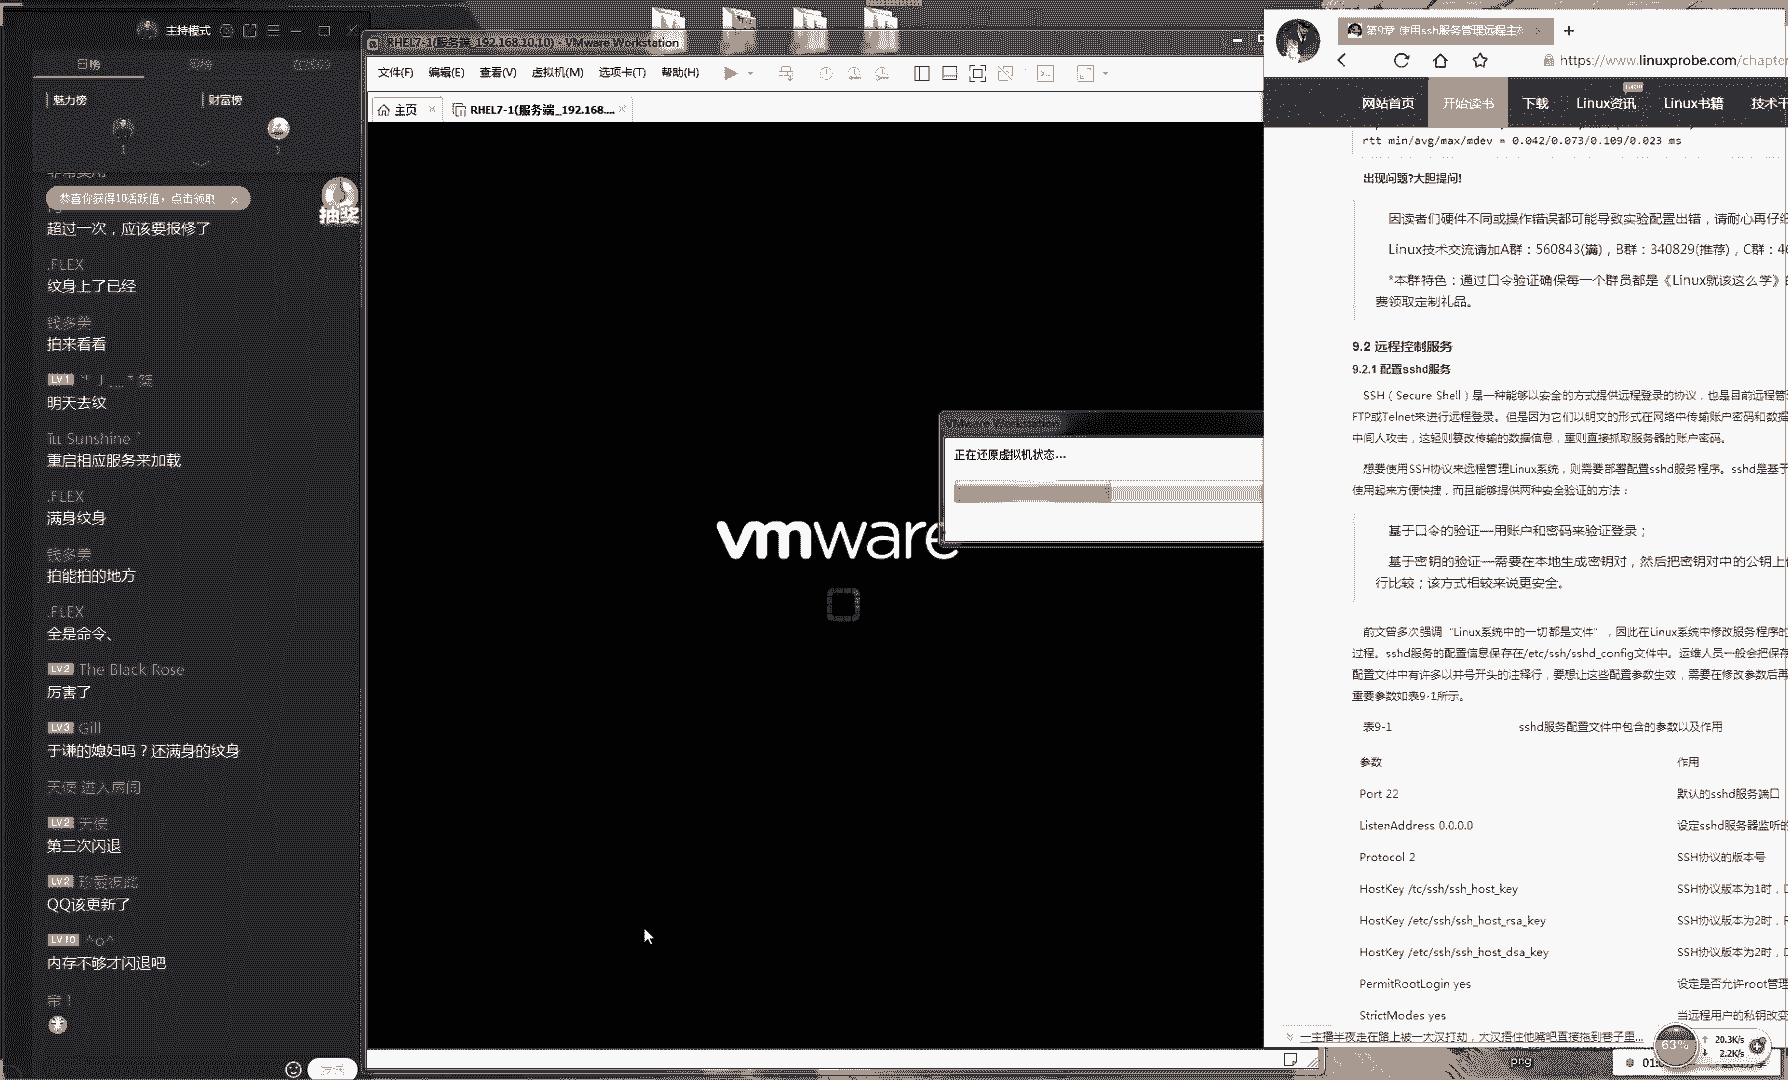 主持模式
日榜
魅力榜
财富榜
1
恭喜你获得10活跃值，点击领取
抽奖
超过一次，应该要报修了
.FLEX
纹身上了已经
钱多美
拍来看看
LV1
明天去纹
Tu Sunshine `
重启相应服务来加载
.FLEX
满身纹身
钱多美
拍能拍的地方
.FLEX
全是命令、
LV2 The Black Rose
厉害了
LV3 Gill
于谦的媳妇吗？还满身的纹身
天使 进入房间
LV2 天使
第三次闪退
LV2 珍爱彼此
QQ该更新了
LV10 ^o^
内存不够才闪退吧
帝！
RHEL7-1(服务端_192.168.10.10) - VMware Workstation
文件(F) 编辑(E) 查看(V) 虚拟机(M) 选项卡(T) 帮助(H)
主页
RHEL7-1(服务端_192.168....
正在还原虚拟机状态...
vmware
第9章 使用ssh服务管理远程主
https://www.linuxprobe.com/chapte
网站首页 开始读书 下载 Linux资讯 Linux书籍 技术干
rtt min/avg/max/mdev = 0.042/0.073/0.109/0.023 ms
出现问题?大胆提问!
因读者们硬件不同或操作错误都可能导致实验配置出错，请耐心再仔细
Linux技术交流请加A群：560843(满)，B群：340829(推荐)，C群：46
*本群特色：通过口令验证确保每一个群员都是《Linux就该这么学》的
费领取定制礼品。
9.2 远程控制服务
9.2.1 配置sshd服务
SSH（Secure Shell）是一种能够以安全的方式提供远程登录的协议，也是目前远程管
FTP或Telnet来进行远程登录。但是因为它们以明文的形式在网络中传输账户密码和数据
中间人攻击，这轻则篡改传输的数据信息，重则直接抓取服务器的账户密码。
想要使用SSH协议来远程管理Linux系统，则需要部署配置sshd服务程序。sshd是基于
使用起来方便快捷，而且能够提供两种安全验证的方法：
基于口令的验证—用账户和密码来验证登录；
基于密钥的验证—需要在本地生成密钥对，然后把密钥对中的公钥上传
行比较；该方式相较来说更安全。
前文曾多次强调“Linux系统中的一切都是文件”，因此在Linux系统中修改服务程序的
过程。sshd服务的配置信息保存在/etc/ssh/sshd_config文件中。运维人员一般会把保存
配置文件中有许多以井号开头的注释行，要想让这些配置参数生效，需要在修改参数后再
重要参数如表9-1所示。
表9-1 sshd服务配置文件中包含的参数以及作用
参数 作用
Port 22 默认的sshd服务端口
ListenAddress 0.0.0.0 设定sshd服务器监听的
Protocol 2 SSH协议的版本号
HostKey /tc/ssh/ssh_host_key SSH协议版本为1时，D
HostKey /etc/ssh/ssh_host_rsa_key SSH协议版本为2时，R
HostKey /etc/ssh/ssh_host_dsa_key SSH协议版本为2时，D
PermitRootLogin yes 设定是否允许root管理
StrictModes yes 当远程用户的私钥改变
一主播半夜走在路上被一大汉打劫，大汉捂住他嘴吧直接拖到巷子里...
63%
20.3K/s
2.2K/s
png